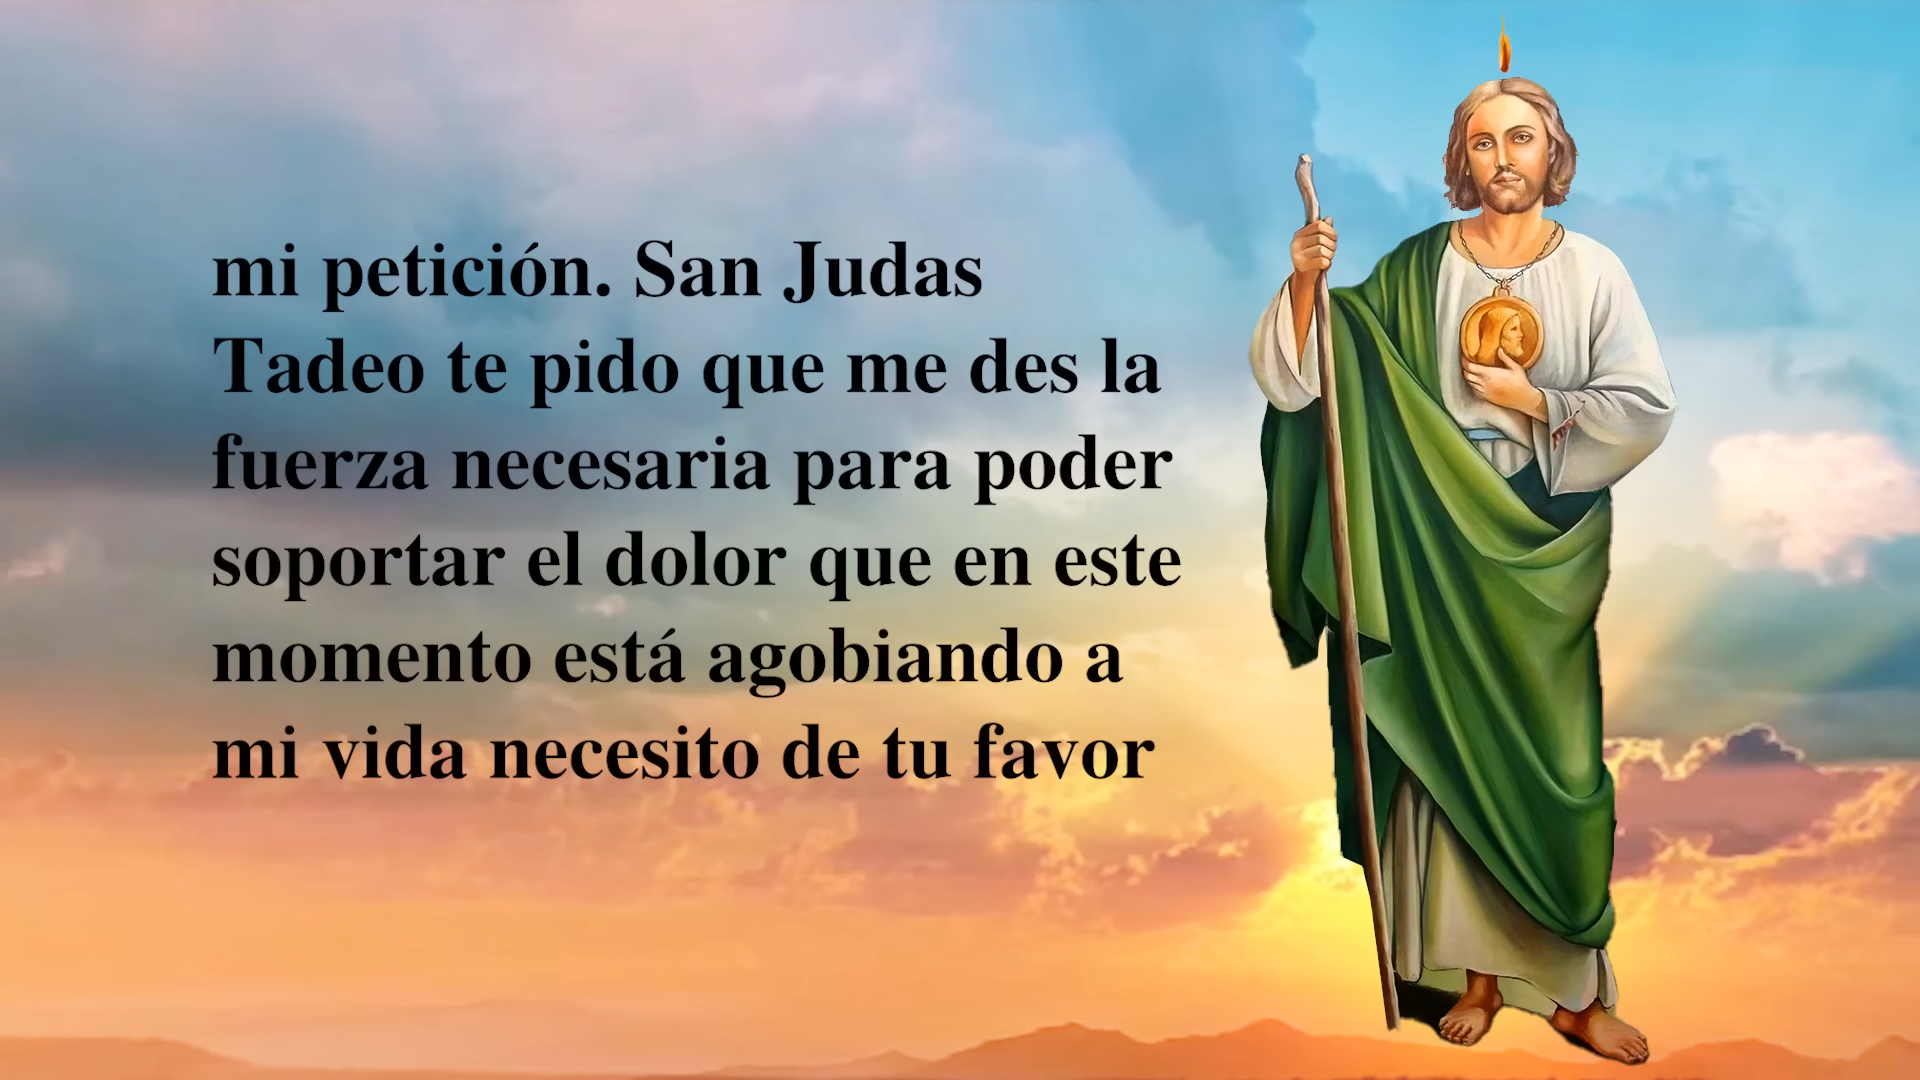 mi petición. San Judas
Tadeo te pido que me des la
fuerza necesaria para poder
soportar el dolor que en este
momento está agobiando a
mi vida necesito de tu favor